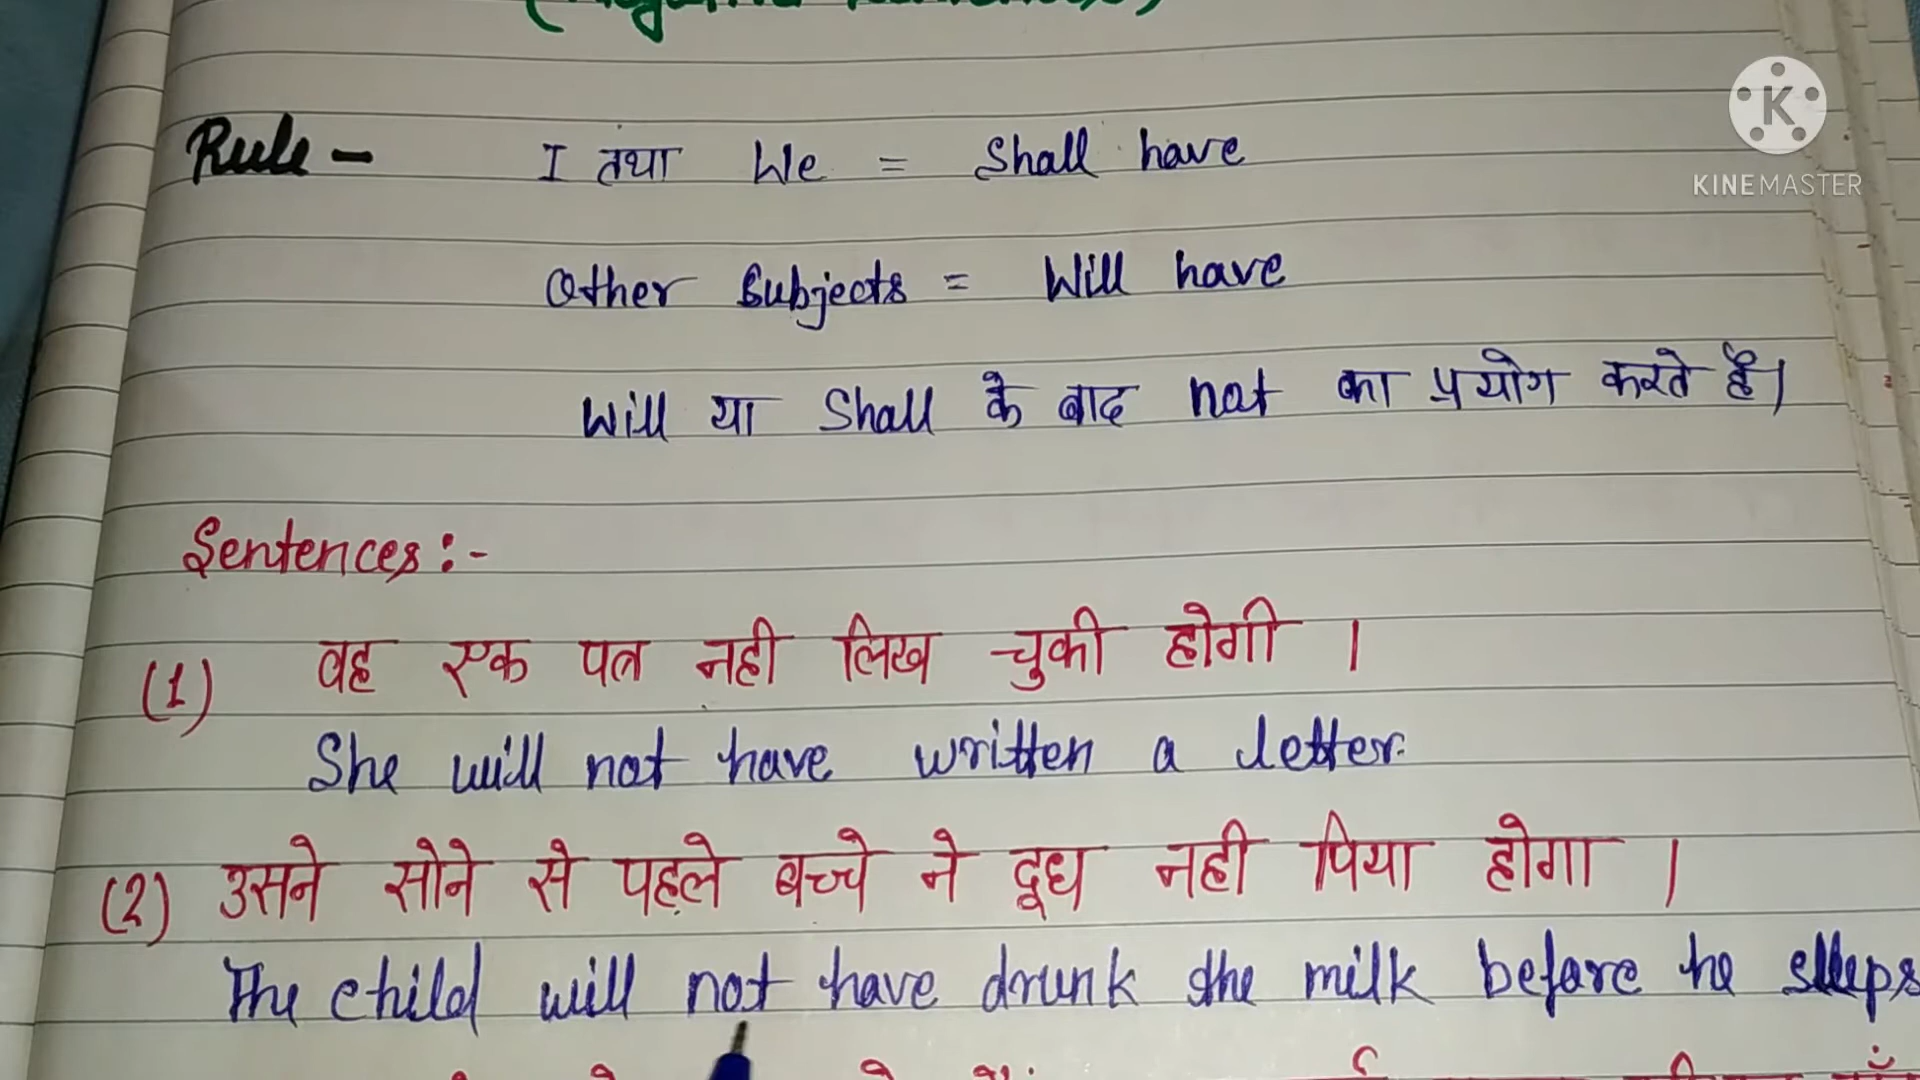 Rule - I तथा We = Shall have
KINEMASTER
Other Subjects = Will have
Will या Shall के बाद not का प्रयोग करते है।
Sentences:-
(1) वह एक पत्र नही लिख चुकी होगी ।
She will not have written a letter.
(2) उसने सोने से पहले बच्चे ने दूध नही पिया होगा ।
The child will not have drunk the milk before he sleeps